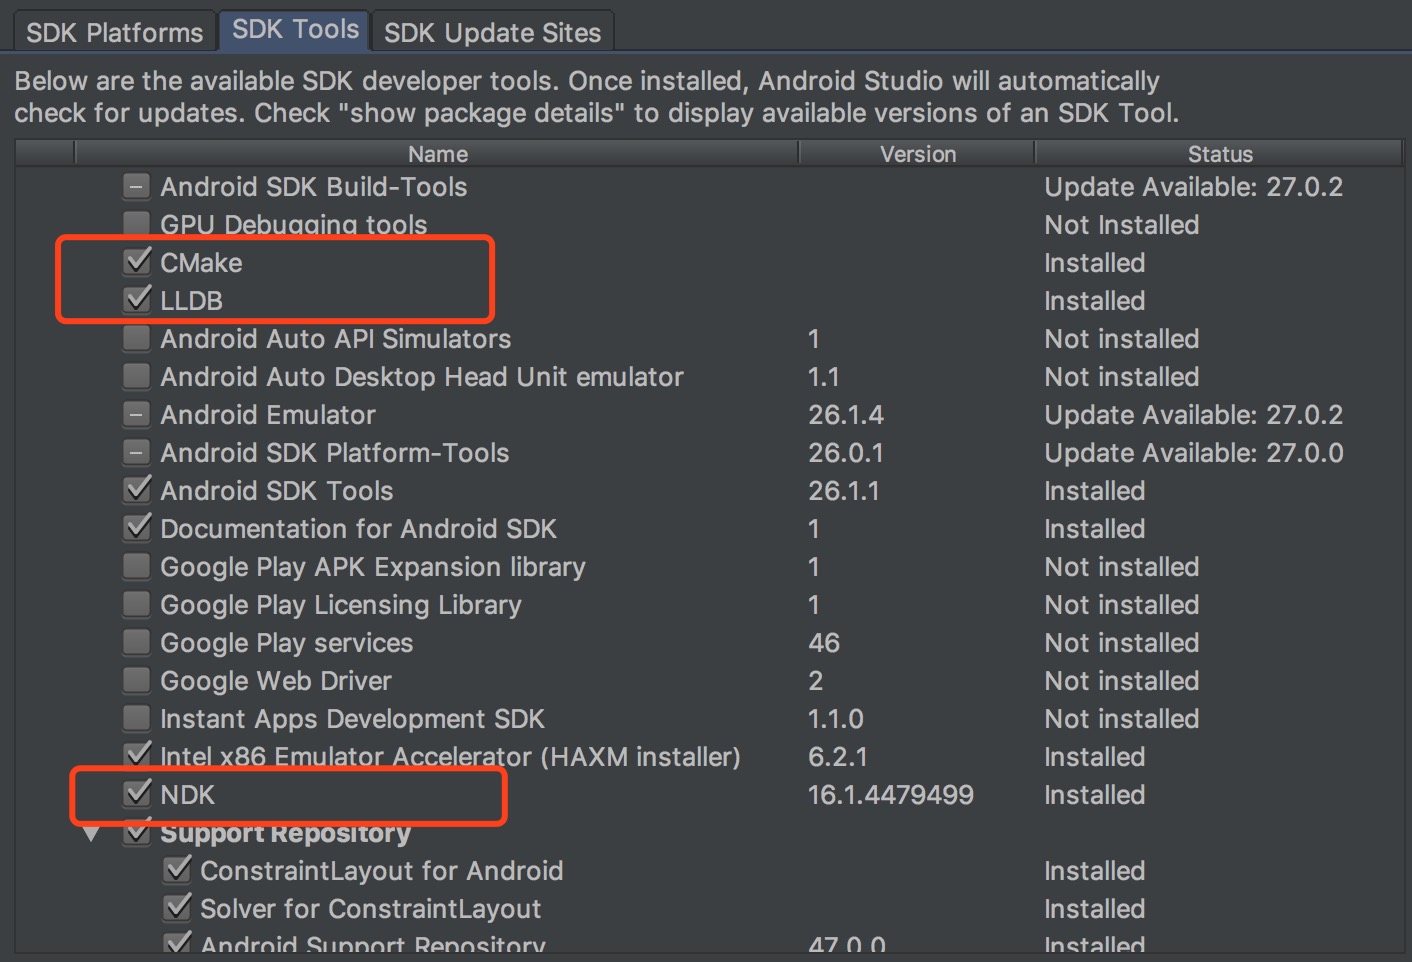 SDK Platforms SDK Tools SDK Update Sites
Below are the available SDK developer tools. Once installed, Android Studio will automatically
check for updates. Check "show package details" to display available versions of an SDK Tool.
Name Version Status
Android SDK Build-Tools Update Available: 27.0.2
GPU Debugging tools Not Installed
CMake Installed
LLDB Installed
Android Auto API Simulators 1 Not installed
Android Auto Desktop Head Unit emulator 1.1 Not installed
Android Emulator 26.1.4 Update Available: 27.0.2
Android SDK Platform-Tools 26.0.1 Update Available: 27.0.0
Android SDK Tools 26.1.1 Installed
Documentation for Android SDK 1 Installed
Google Play APK Expansion library 1 Not installed
Google Play Licensing Library 1 Not installed
Google Play services 46 Not installed
Google Web Driver 2 Not installed
Instant Apps Development SDK 1.1.0 Not installed
Intel x86 Emulator Accelerator (HAXM installer) 6.2.1 Installed
NDK 16.1.4479499 Installed
Support Repository
ConstraintLayout for Android Installed
Solver for ConstraintLayout Installed
Android Support Repository 47.0.0 Installed